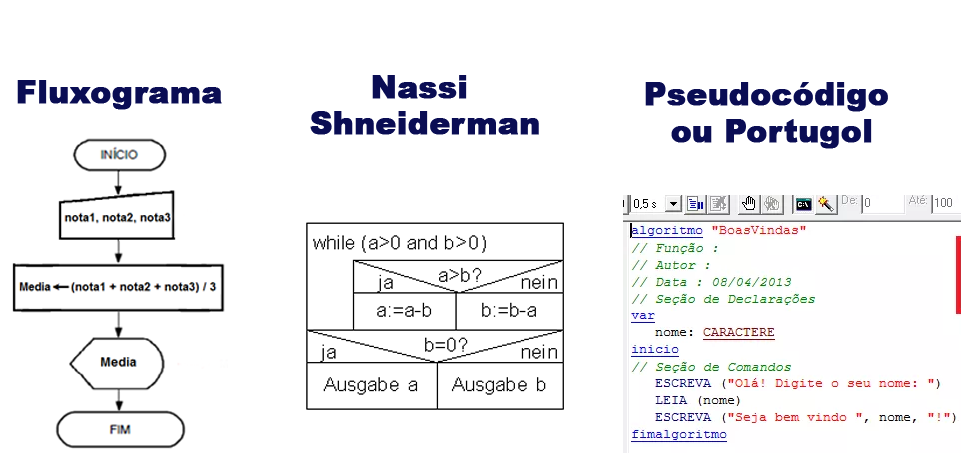 Fluxograma
INÍCIO
nota1, nota2, nota3
Media ← (nota1 + nota2 + nota3) / 3
Media
FIM
Nassi
Shneiderman
while (a>0 and b>0)
a>b?
ja nein
a:=a-b b:=b-a
b=0?
ja nein
Ausgabe a Ausgabe b
Pseudocódigo
ou Portugol
0,5 s De: 0 Até: 100
algoritmo "BoasVindas"
// Função :
// Autor :
// Data : 08/04/2013
// Seção de Declarações
var
nome: CARACTERE
inicio
// Seção de Comandos
ESCREVA ("Olá! Digite o seu nome: ")
LEIA (nome)
ESCREVA ("Seja bem vindo ", nome, "!")
fimalgoritmo